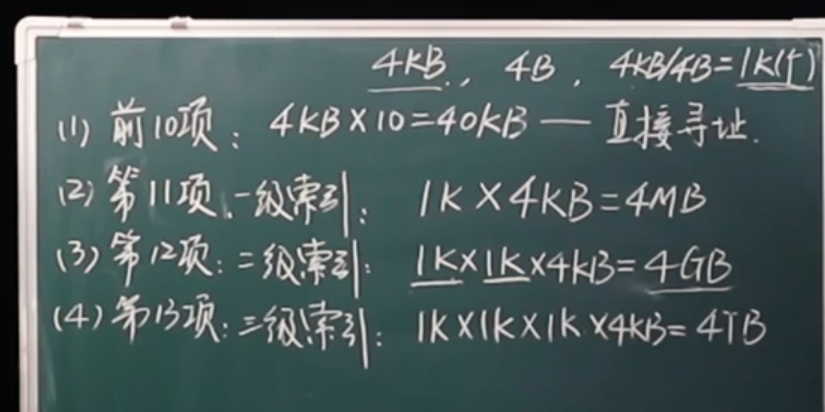 4KB, 4B, 4KB/4B=1K(个)
(1) 前10项: 4KB×10=40KB — 直接寻址.
(2) 第11项.一级索引: 1K×4KB=4MB
(3) 第12项:二级索引: 1K×1K×4KB=4GB
(4) 第13项:三级索引: 1K×1K×1K×4KB=4TB